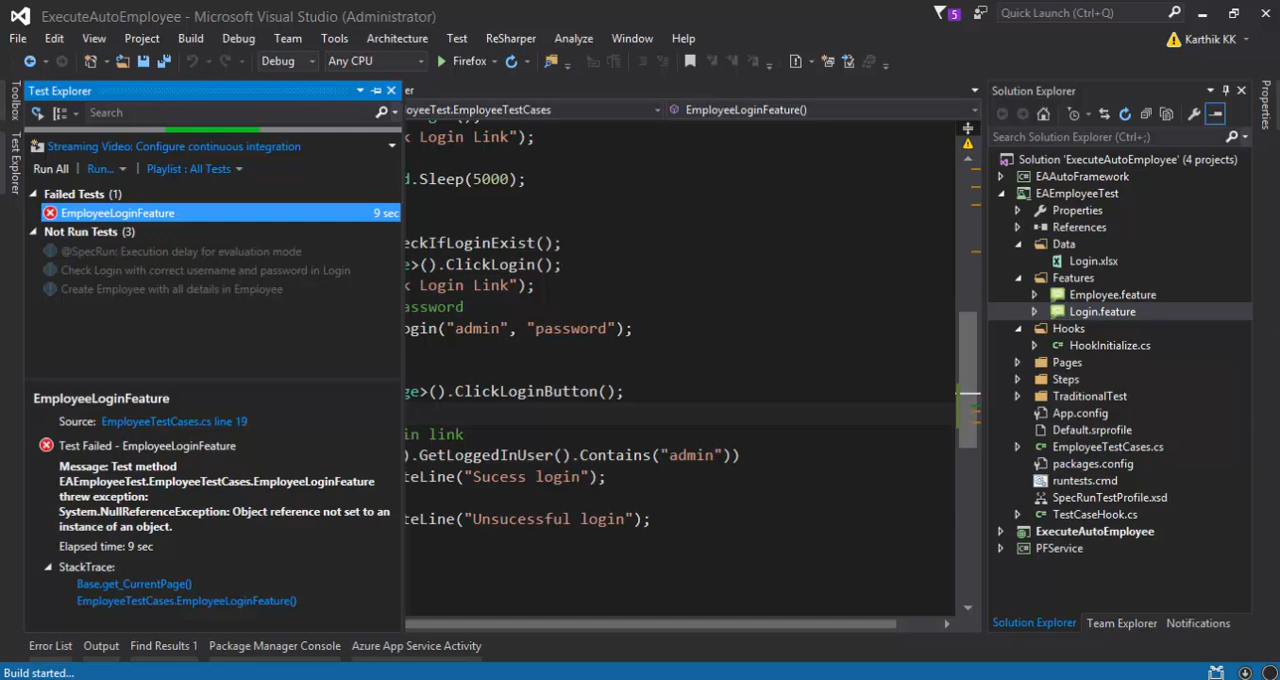 ExecuteAutoEmployee - Microsoft Visual Studio (Administrator)
5
Quick Launch (Ctrl+Q)
File Edit View Project Build Debug Team Tools Architecture Test ReSharper Analyze Window Help
Karthik KK
Debug Any CPU Firefox
Toolbox
Test Explorer
Test Explorer
Search
Streaming Video: Configure continuous integration
Run All Run... Playlist : All Tests
Failed Tests (1)
EmployeeLoginFeature 9 sec
Not Run Tests (3)
@SpecRun: Execution delay for evaluation mode
Check Login with correct username and password in Login
Create Employee with all details in Employee
EmployeeLoginFeature
Source: EmployeeTestCases.cs line 19
Test Failed - EmployeeLoginFeature
Message: Test method
EAEmployeeTest.EmployeeTestCases.EmployeeLoginFeature
threw exception:
System.NullReferenceException: Object reference not set to an
instance of an object.
Elapsed time: 9 sec
StackTrace:
Base.get_CurrentPage()
EmployeeTestCases.EmployeeLoginFeature()
er
oyeeTest.EmployeeTestCases EmployeeLoginFeature()
k Login Link");
d.Sleep(5000);
eckIfLoginExist();
e>().ClickLogin();
k Login Link");
assword
ogin("admin", "password");
ge>().ClickLoginButton();
in link
).GetLoggedInUser().Contains("admin"))
teLine("Sucess login");
teLine("Unsucessful login");
Solution Explorer
Search Solution Explorer (Ctrl+;)
Solution 'ExecuteAutoEmployee' (4 projects)
EAAutoFramework
EAEmployeeTest
Properties
References
Data
Login.xlsx
Features
Employee.feature
Login.feature
Hooks
HookInitialize.cs
Pages
Steps
TraditionalTest
App.config
Default.srprofile
EmployeeTestCases.cs
packages.config
runtests.cmd
SpecRunTestProfile.xsd
TestCaseHook.cs
ExecuteAutoEmployee
PFService
Solution Explorer Team Explorer Notifications
Properties
Error List Output Find Results 1 Package Manager Console Azure App Service Activity
Build started...